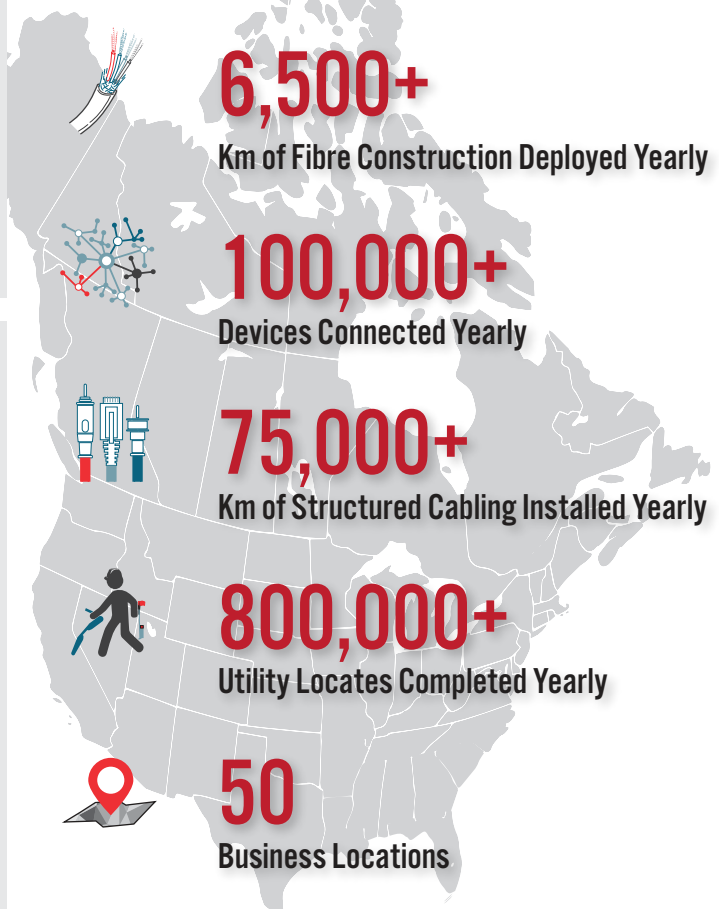 6,500+
Km of Fibre Construction Deployed Yearly
100,000+
Devices Connected Yearly
75,000+
Km of Structured Cabling Installed Yearly
800,000+
Utility Locates Completed Yearly
50
Business Locations